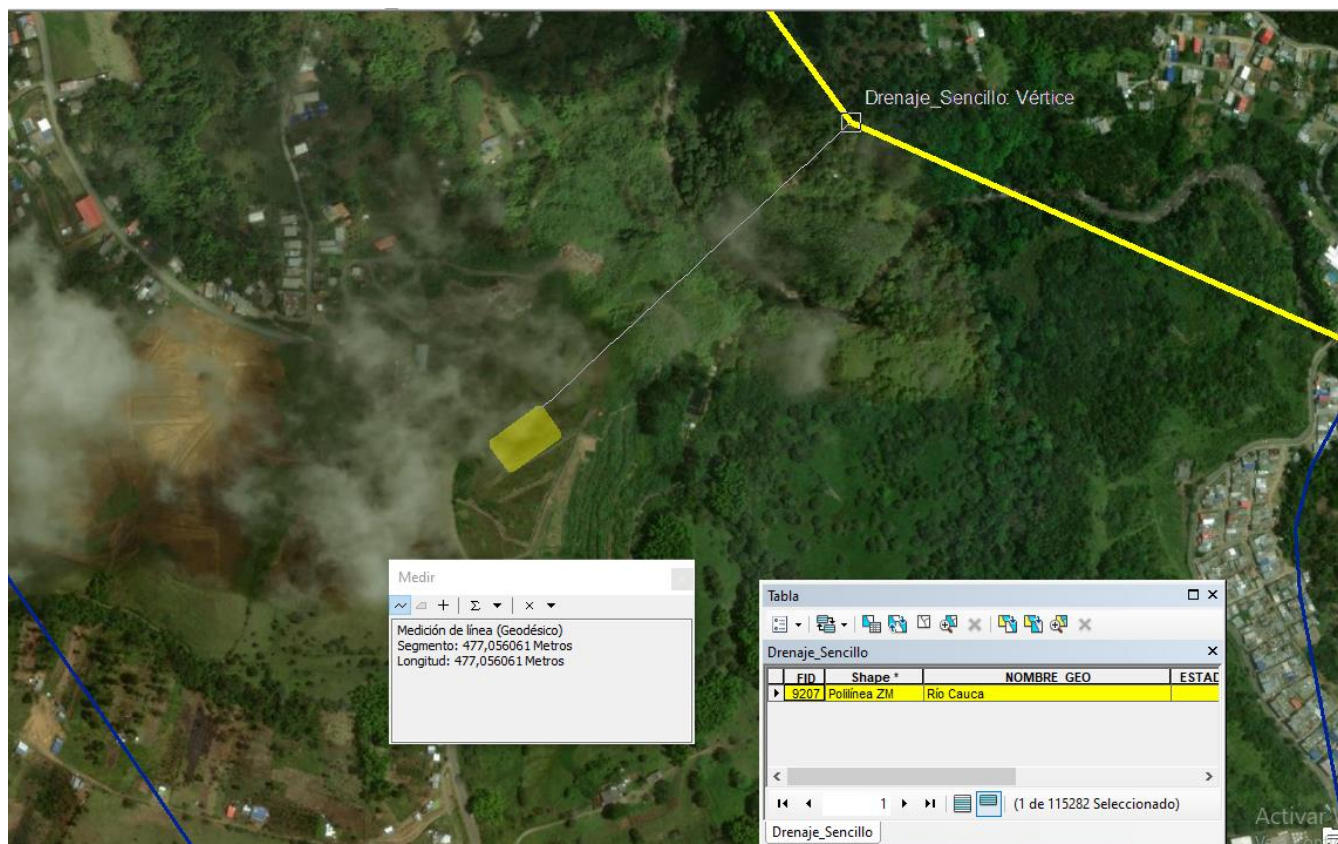 Drenaje_Sencillo: Vértice
Medir
Medición de línea (Geodésico)
Segmento: 477,056061 Metros
Longitud: 477,056061 Metros
Tabla
Drenaje_Sencillo
FID Shape * NOMBRE_GEO ESTAD
9207 Polilínea ZM Río Cauca
1 (1 de 115282 Seleccionado)
Drenaje_Sencillo
Activar